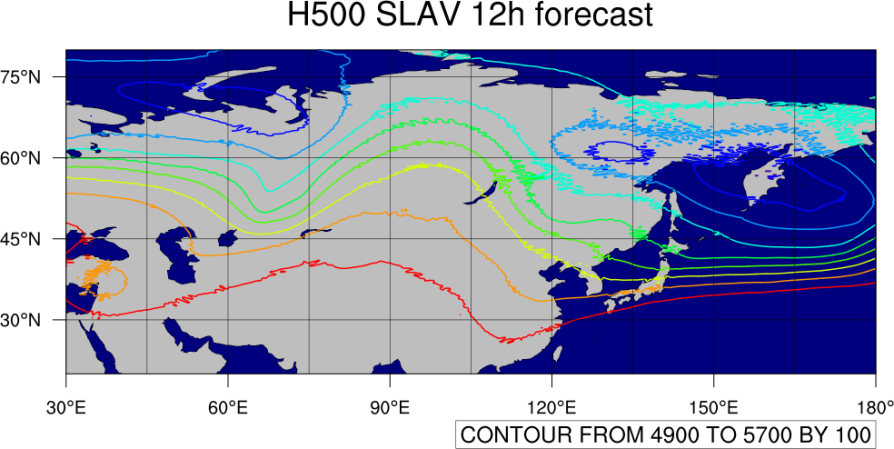 H500 SLAV 12h forecast
75°N
60°N
45°N
30°N
30°E 60°E 90°E 120°E 150°E 180°
CONTOUR FROM 4900 TO 5700 BY 100